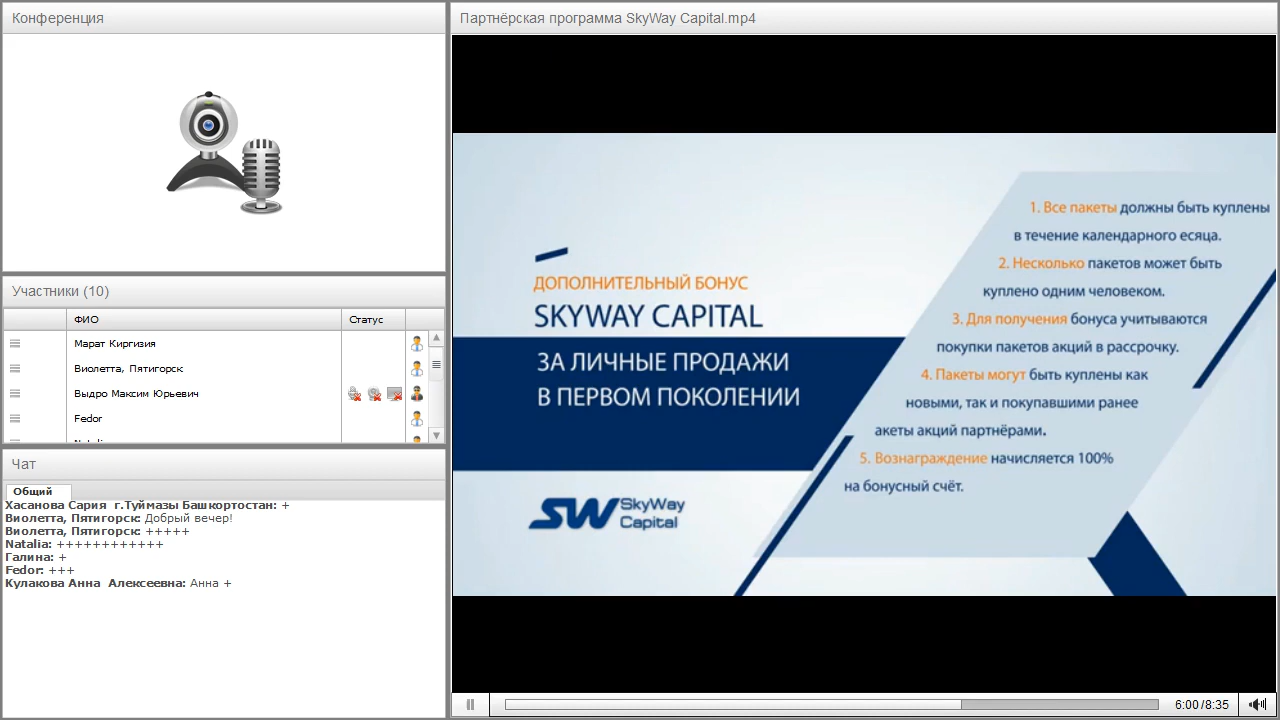 Конференция
Участники (10)
ФИО Статус
Марат Киргизия
Виолетта, Пятигорск
Выдро Максим Юрьевич
Fedor
Чат
Общий
Хасанова Сария г.Туймазы Башкортостан: +
Виолетта, Пятигорск: Добрый вечер!
Виолетта, Пятигорск: +++++
Natalia: ++++++++++++
Галина: +
Fedor: +++
Кулакова Анна Алексеевна: Анна +
Партнёрская программа SkyWay Capital.mp4
ДОПОЛНИТЕЛЬНЫЙ БОНУС
SKYWAY CAPITAL
ЗА ЛИЧНЫЕ ПРОДАЖИ
В ПЕРВОМ ПОКОЛЕНИИ
SW SkyWay
Capital
1. Все пакеты должны быть куплены
в течение календарного есяца.
2. Несколько пакетов может быть
куплено одним человеком.
3. Для получения бонуса учитываются
покупки пакетов акций в рассрочку.
4. Пакеты могут быть куплены как
новыми, так и покупавшими ранее
акеты акций партнёрами.
5. Вознаграждение начисляется 100%
на бонусный счёт.
6:00/8:35